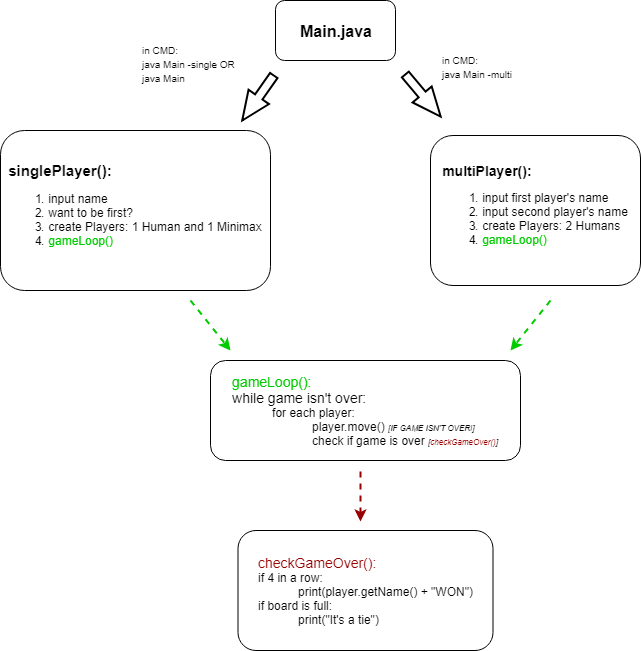 Main.java
in CMD:
java Main -single OR
java Main
in CMD:
java Main -multi
singlePlayer():
1. input name
2. want to be first?
3. create Players: 1 Human and 1 Minimax
4. gameLoop()
multiPlayer():
1. input first player's name
2. input second player's name
3. create Players: 2 Humans
4. gameLoop()
gameLoop():
while game isn't over:
for each player:
player.move() [IF GAME ISN'T OVER!]
check if game is over [checkGameOver()]
checkGameOver():
if 4 in a row:
print(player.getName() + "WON")
if board is full:
print("It's a tie")